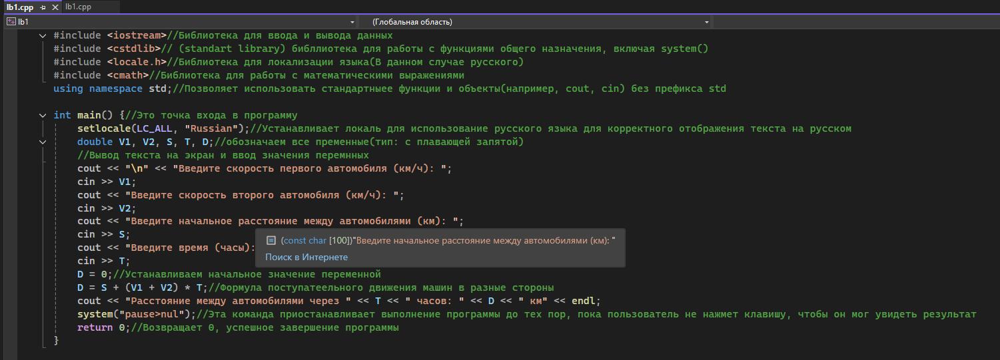 lb1.cpp lb1.cpp
lb1 (Глобальная область)
#include <iostream>//Библиотека для ввода и вывода данных
#include <cstdlib>// (standart library) библлиотека для работы с функциями общего назначения, включая system()
#include <locale.h>//Библиотека для локализации языка(В данном случае русского)
#include <cmath>//Библиотека для работы с математическими выражениями
using namespace std;//Позволяет использовать стандартныее функции и объекты(например, cout, cin) без префикса std
int main() {//Это точка входа в программу
setlocale(LC_ALL, "Russian");//Устанавливает локаль для использование русского языка для корректного отображения текста на русском
double V1, V2, S, T, D;//обозначаем все пременные(тип: с плавающей запятой)
//Вывод текста на экран и ввод значения перемнных
cout << "\n" << "Введите скорость первого автомобиля (км/ч): ";
cin >> V1;
cout << "Введите скорость второго автомобиля (км/ч): ";
cin >> V2;
cout << "Введите начальное расстояние между автомобилями (км): ";
cin >> S;
(const char [100])"Введите начальное расстояние между автомобилями (км): "
cout << "Введите время (часы):
Поиск в Интернете
cin >> T;
D = 0;//Устанавливаем начальное значение переменной
D = S + (V1 + V2) * T;//Формула поступатеельного движения машин в разные стороны
cout << "Расстояние между автомобилями через " << T << " часов: " << D << " км" << endl;
system("pause>nul");//Эта команда приостанавливает выполнение программы до тех пор, пока пользователь не нажмет клавишу, чтобы он мог увидеть результат
return 0;//Возвращает 0, успешное завершение программы
}